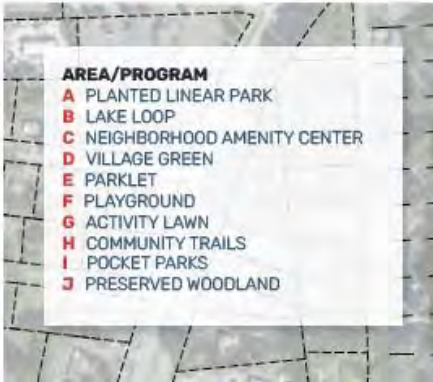 AREA/PROGRAM
A PLANTED LINEAR PARK
B LAKE LOOP
C NEIGHBORHOOD AMENITY CENTER
D VILLAGE GREEN
E PARKLET
F PLAYGROUND
G ACTIVITY LAWN
H COMMUNITY TRAILS
I POCKET PARKS
J PRESERVED WOODLAND